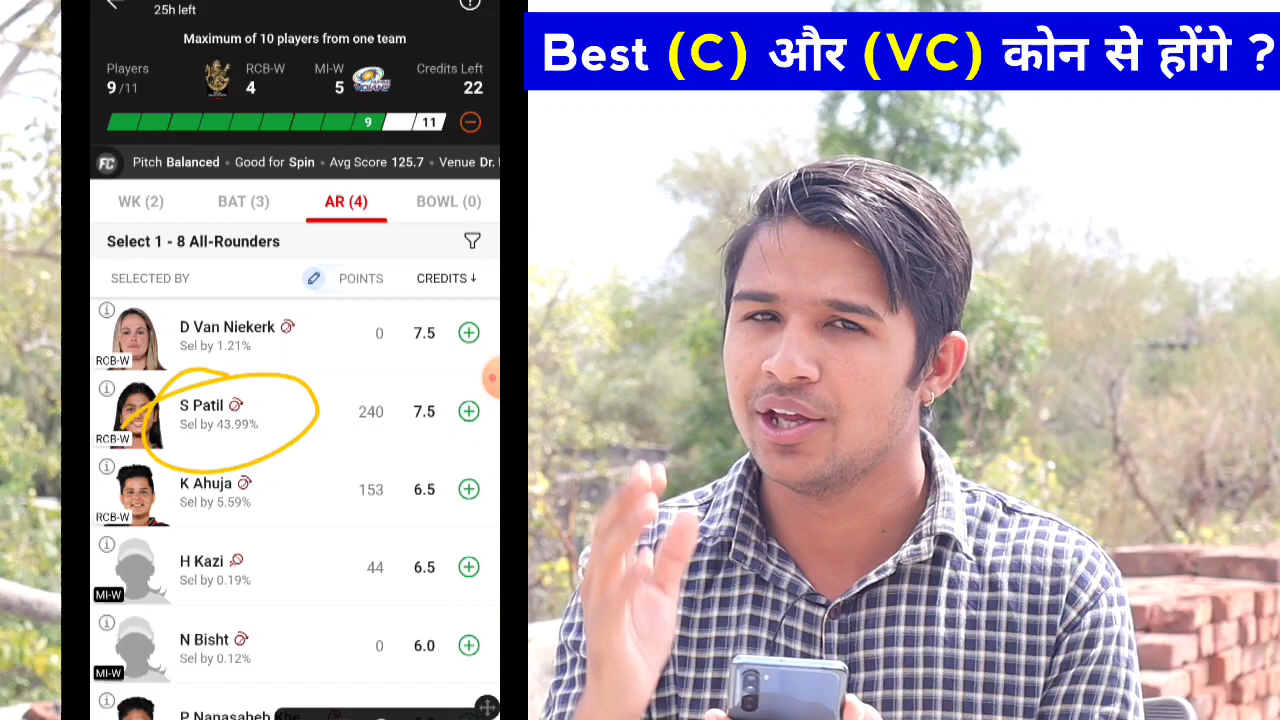 25h left
Best (C) और (VC) कोन से होंगे ?
Maximum of 10 players from one team
Players RCB-W MI-W Credits Left
9/11 4 5 22
9 11
FC Pitch Balanced • Good for Spin • Avg Score 125.7 • Venue Dr.
WK (2) BAT (3) AR (4) BOWL (0)
Select 1 - 8 All-Rounders
SELECTED BY POINTS CREDITS↓
D Van Niekerk 0 7.5
Sel by 1.21%
RCB-W
S Patil 240 7.5
Sel by 43.99%
RCB-W
K Ahuja 153 6.5
Sel by 5.59%
RCB-W
H Kazi 44 6.5
Sel by 0.19%
MI-W
N Bisht 0 6.0
Sel by 0.12%
MI-W
P Nanasaheb Khe